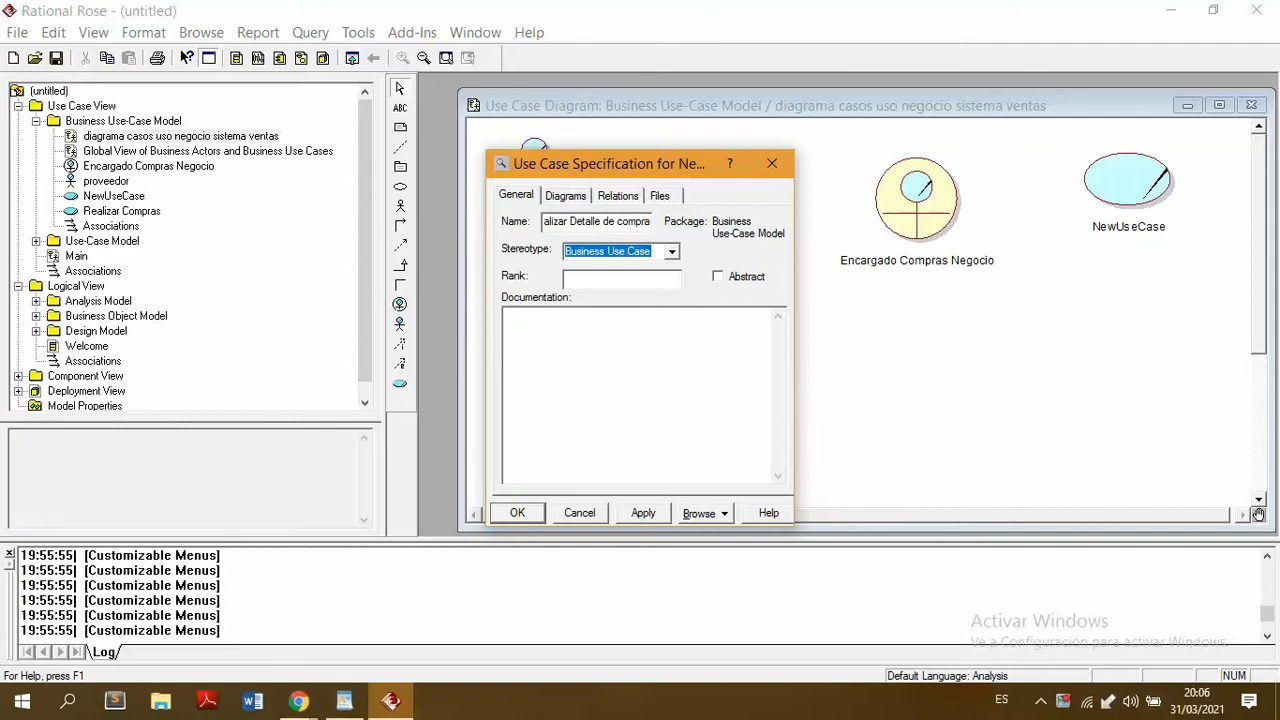 Rational Rose - (untitled)
File Edit View Format Browse Report Query Tools Add-Ins Window Help
(untitled)
Use Case View
Business Use-Case Model
diagrama casos uso negocio sistema ventas
Global View of Business Actors and Business Use Cases
Encargado Compras Negocio
proveedor
NewUseCase
Realizar Compras
Associations
Use-Case Model
Main
Associations
Logical View
Analysis Model
Business Object Model
Design Model
Welcome
Associations
Component View
Deployment View
Model Properties
ABC
Use Case Diagram: Business Use-Case Model / diagrama casos uso negocio sistema ventas
Encargado Compras Negocio
NewUseCase
Use Case Specification for Ne... ?
General Diagrams Relations Files
Name: alizar Detalle de compra Package: Business
Use-Case Model
Stereotype: Business Use Case
Rank: Abstract
Documentation:
OK Cancel Apply Browse Help
19:55:55| [Customizable Menus]
19:55:55| [Customizable Menus]
19:55:55| [Customizable Menus]
19:55:55| [Customizable Menus]
19:55:55| [Customizable Menus]
19:55:55| [Customizable Menus]
Log
Activar Windows
Ve a Configuración para activar Windows.
For Help, press F1 Default Language: Analysis NUM
ES
20:06
31/03/2021